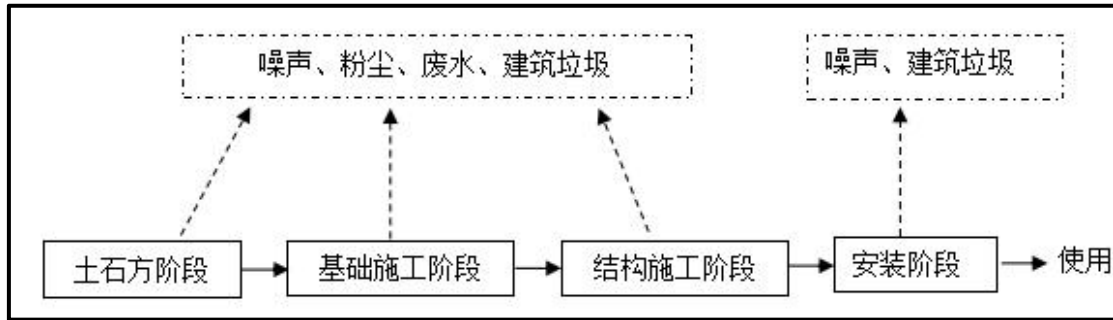 噪声、粉尘、废水、建筑垃圾
噪声、建筑垃圾
土石方阶段
基础施工阶段
结构施工阶段
安装阶段
使用